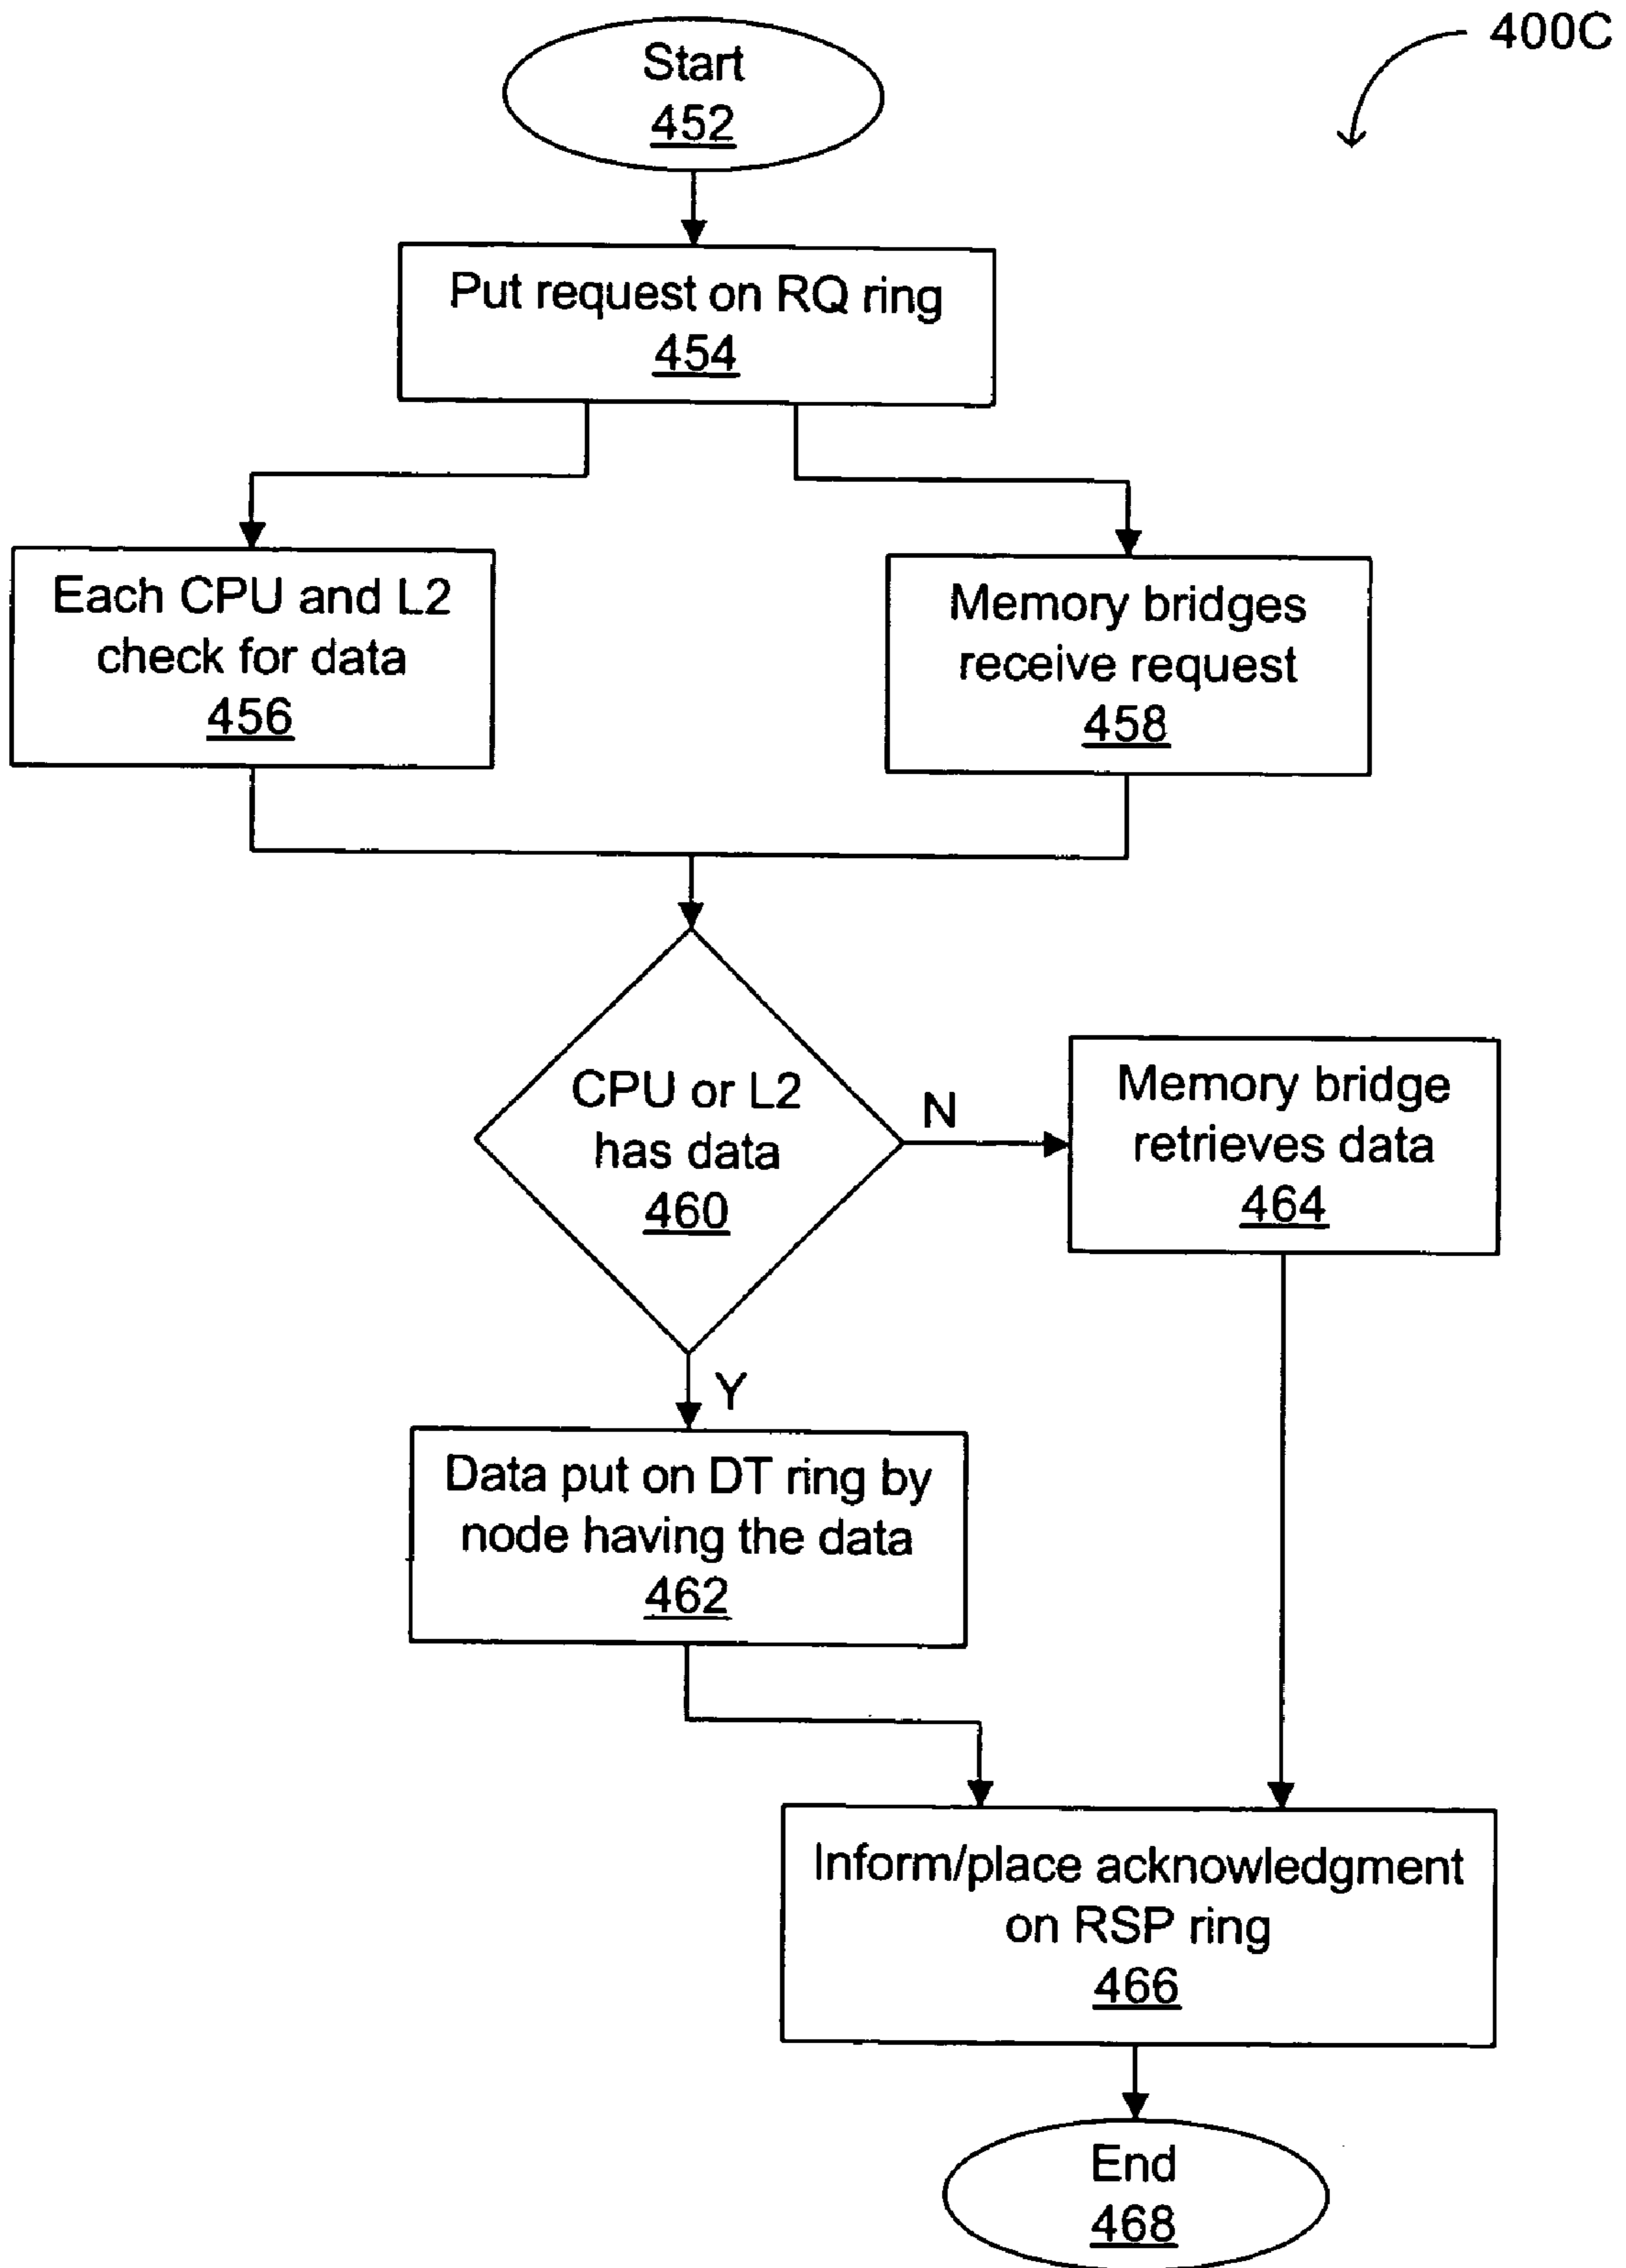 400C
Start
452
Put request on RQ ring
454
Each CPU and L2
check for data
456
Memory bridges
receive request
458
CPU or L2
has data
460
N
Memory bridge
retrieves data
464
Y
Data put on DT ring by
node having the data
462
Inform/place acknowledgment
on RSP ring
466
End
468